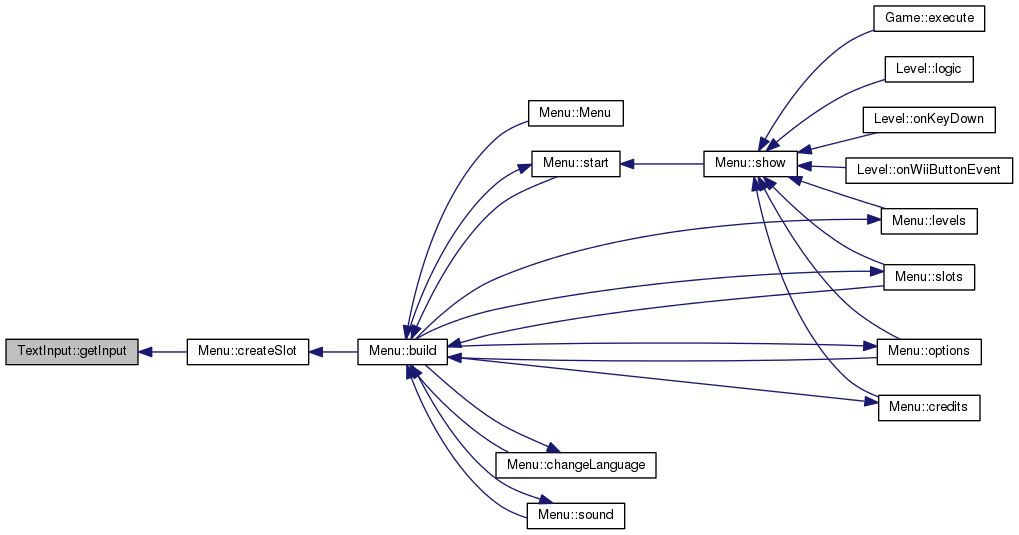 Game::execute
Level::logic
Menu::Menu
Level::onKeyDown
Menu::start
Menu::show
Level::onWiiButtonEvent
Menu::levels
Menu::slots
TextInput::getInput
Menu::createSlot
Menu::build
Menu::options
Menu::credits
Menu::changeLanguage
Menu::sound